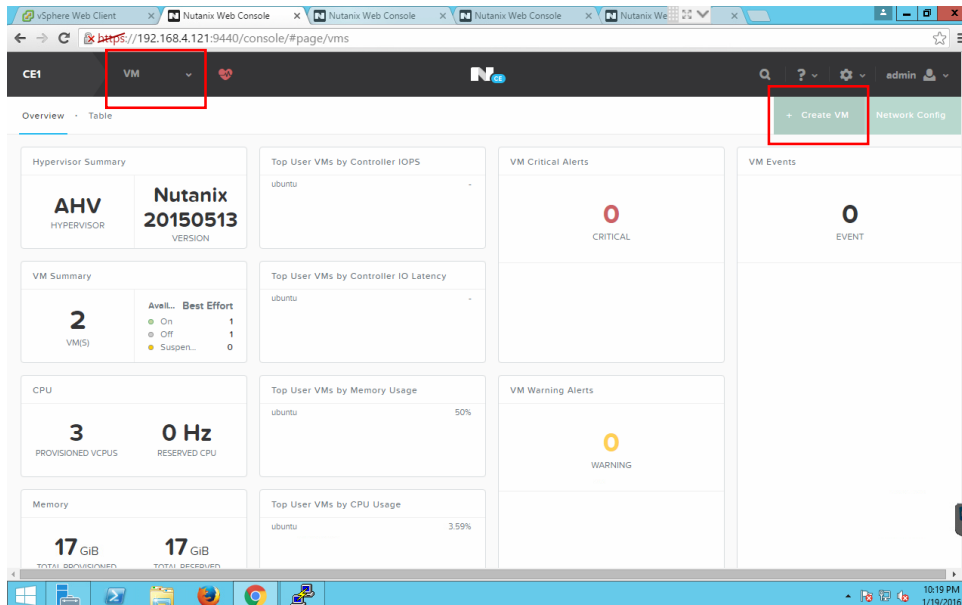 vSphere Web Client
Nutanix Web Console
Nutanix Web Console
Nutanix Web Console
Nutanix We
https://192.168.4.121:9440/console/#page/vms
CE1
VM
N CE
?
admin
Overview · Table
+ Create VM
Network Config
Hypervisor Summary
AHV
HYPERVISOR
Nutanix
20150513
VERSION
Top User VMs by Controller IOPS
ubuntu -
VM Critical Alerts
0
CRITICAL
VM Events
0
EVENT
VM Summary
2
VM(S)
Avail... Best Effort
On 1
Off 1
Suspen... 0
Top User VMs by Controller IO Latency
ubuntu -
CPU
3
PROVISIONED VCPUS
0 Hz
RESERVED CPU
Top User VMs by Memory Usage
ubuntu 50%
VM Warning Alerts
0
WARNING
Memory
17 GiB
TOTAL PROVISIONED
17 GiB
TOTAL RESERVED
Top User VMs by CPU Usage
ubuntu 3.59%
10:19 PM
1/19/2016